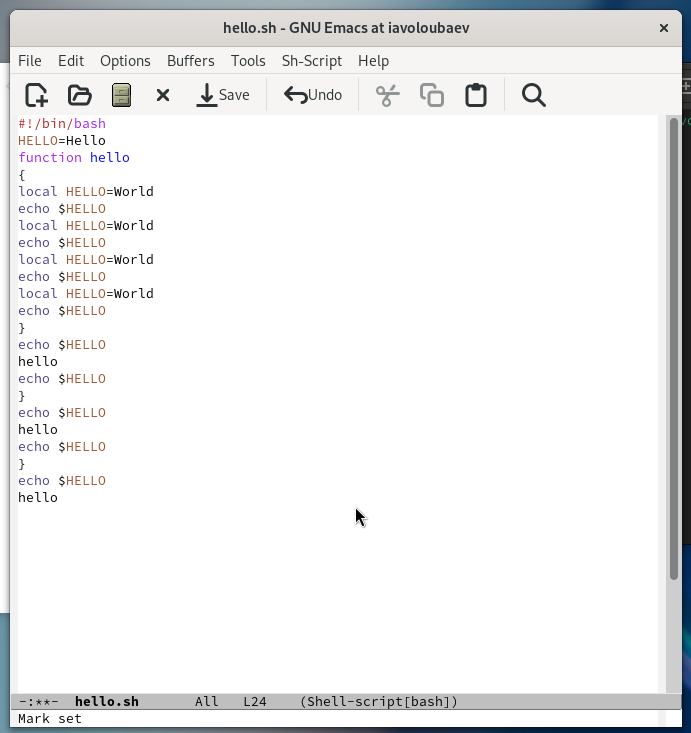 hello.sh - GNU Emacs at iavoloubaev
File Edit Options Buffers Tools Sh-Script Help
Save Undo
#!/bin/bash
HELLO=Hello
function hello
{
local HELLO=World
echo $HELLO
local HELLO=World
echo $HELLO
local HELLO=World
echo $HELLO
local HELLO=World
echo $HELLO
}
echo $HELLO
hello
echo $HELLO
}
echo $HELLO
hello
echo $HELLO
}
echo $HELLO
hello
-:**- hello.sh All L24 (Shell-script[bash])
Mark set